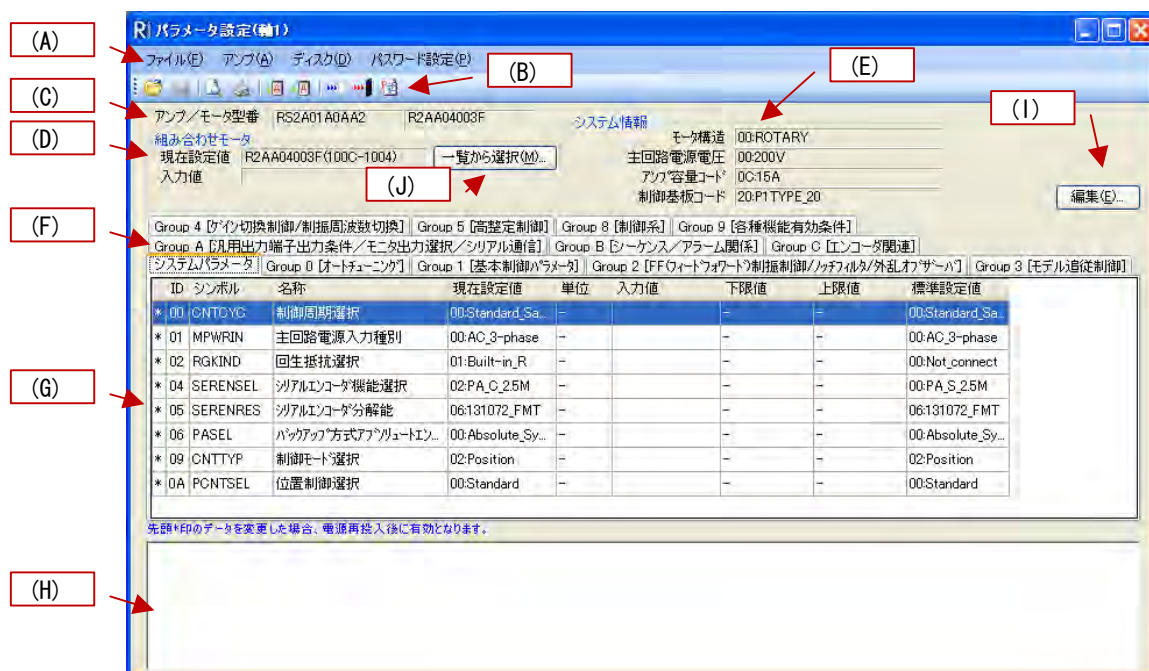 パラメータ設定(軸1)
(A)
ファイル(F) アンプ(A) ディスク(D) パスワード設定(P)
(B)
(E)
(C)
(I)
アンプ/モータ型番 RS2A01A0AA2 R2AA04003F
システム情報
(D)
組み合わせモータ
モータ構造 00:ROTARY
現在設定値 R2AA04003F(100C-1004) 一覧から選択(M)...
主回路電源電圧 00:200V
入力値
(J)
アンプ容量コード 0C:15A
制御基板コード 20:P1TYPE_20
編集(E)...
(F)
Group 4 [ゲイン切換制御/制振周波数切換] Group 5 [高整定制御] Group 8 [制御系] Group 9 [各種機能有効条件]
Group A [汎用出力端子出力条件/モニタ出力選択/シリアル通信] Group B [シーケンス/アラーム関係] Group C [エンコーダ関連]
システムパラメータ Group 0 [オートチューニング] Group 1 [基本制御パラメータ] Group 2 [FF(フィードフォワード)制振制御/ノッチフィルタ/外乱オブザーバ] Group 3 [モデル追従制御]
ID シンボル 名称 現在設定値 単位 入力値 下限値 上限値 標準設定値
* 00 CNTCYC 制御周期選択 00:Standard_Sa... - - - 00:Standard_Sa...
* 01 MPWRIN 主回路電源入力種別 00:AC_3-phase - - - 00:AC_3-phase
* 02 RGKIND 回生抵抗選択 01:Built-in_R - - - 00:Not_connect
* 04 SERENSEL シリアルエンコーダ機能選択 02:PA_C_2.5M - - - 00:PA_S_2.5M
(G)
* 05 SERENRES シリアルエンコーダ分解能 06:131072_FMT - - - 06:131072_FMT
* 06 PASEL バックアップ方式アブソリュートエン... 00:Absolute_Sy... - - - 00:Absolute_Sy...
* 09 CNTTYP 制御モード選択 02:Position - - - 02:Position
* 0A PCNTSEL 位置制御選択 00:Standard - - - 00:Standard
先頭*印のデータを変更した場合、電源再投入後に有効となります。
(H)